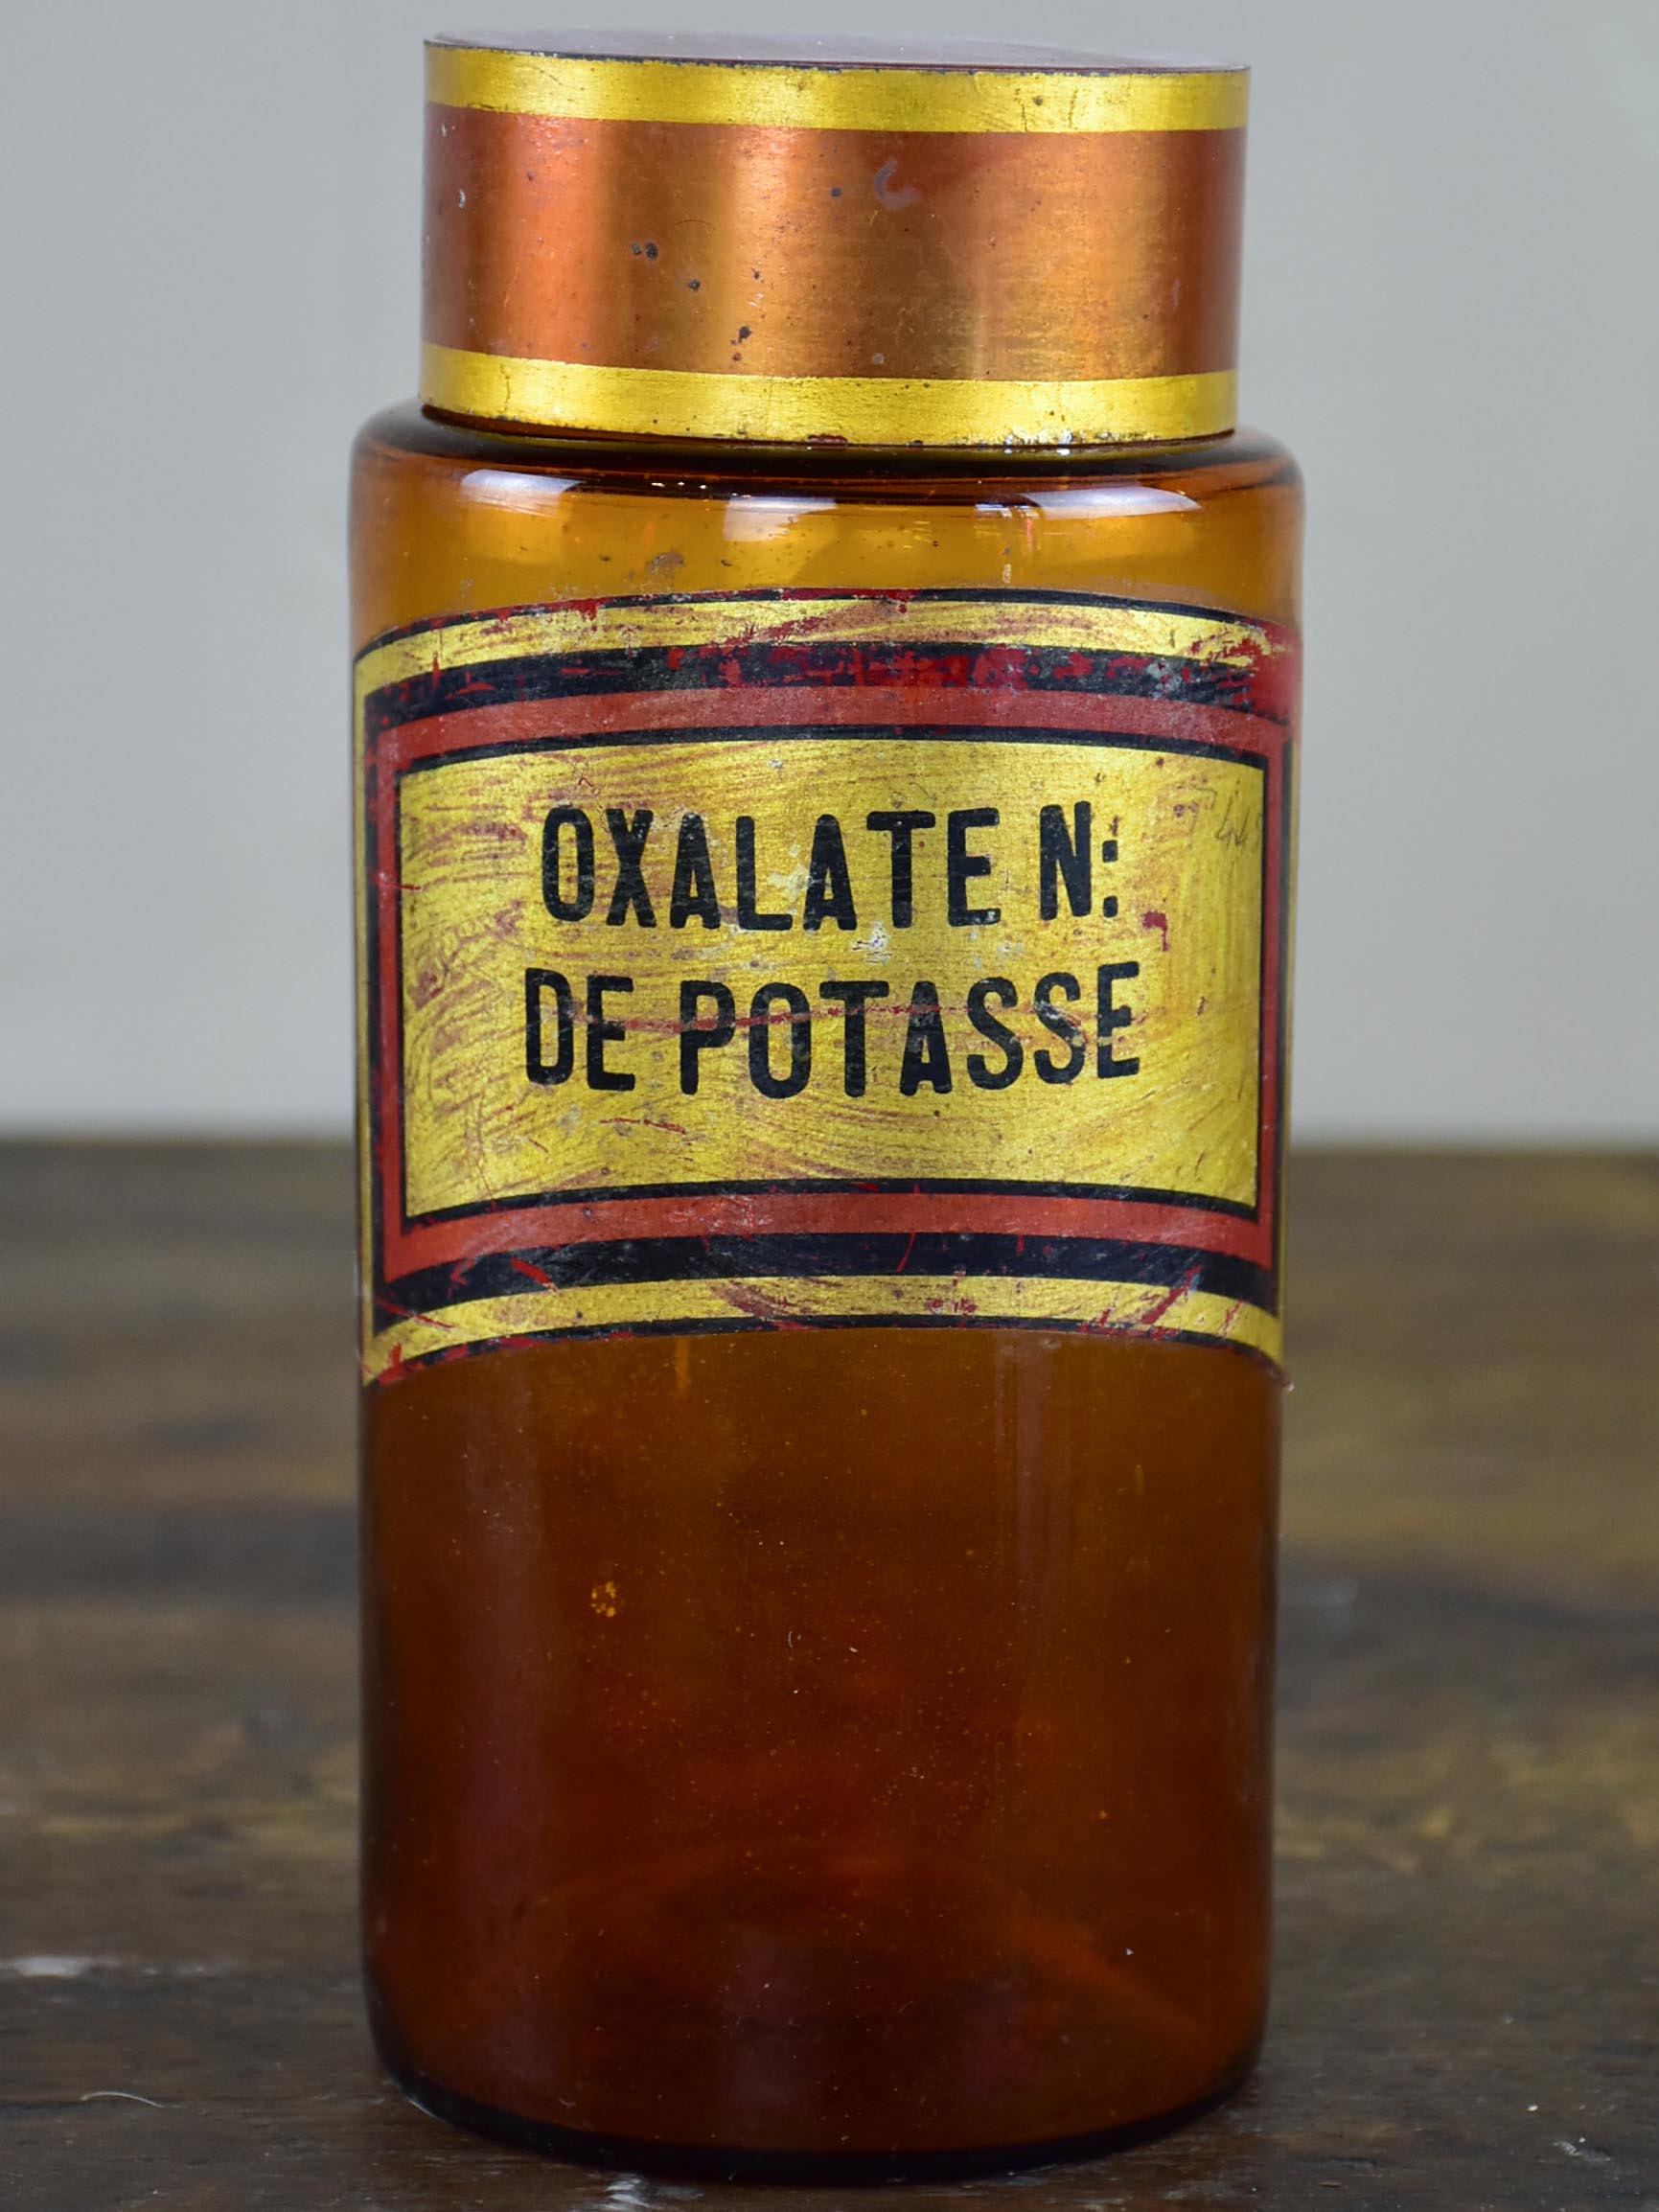 OXALATE N:
DE POTASSE